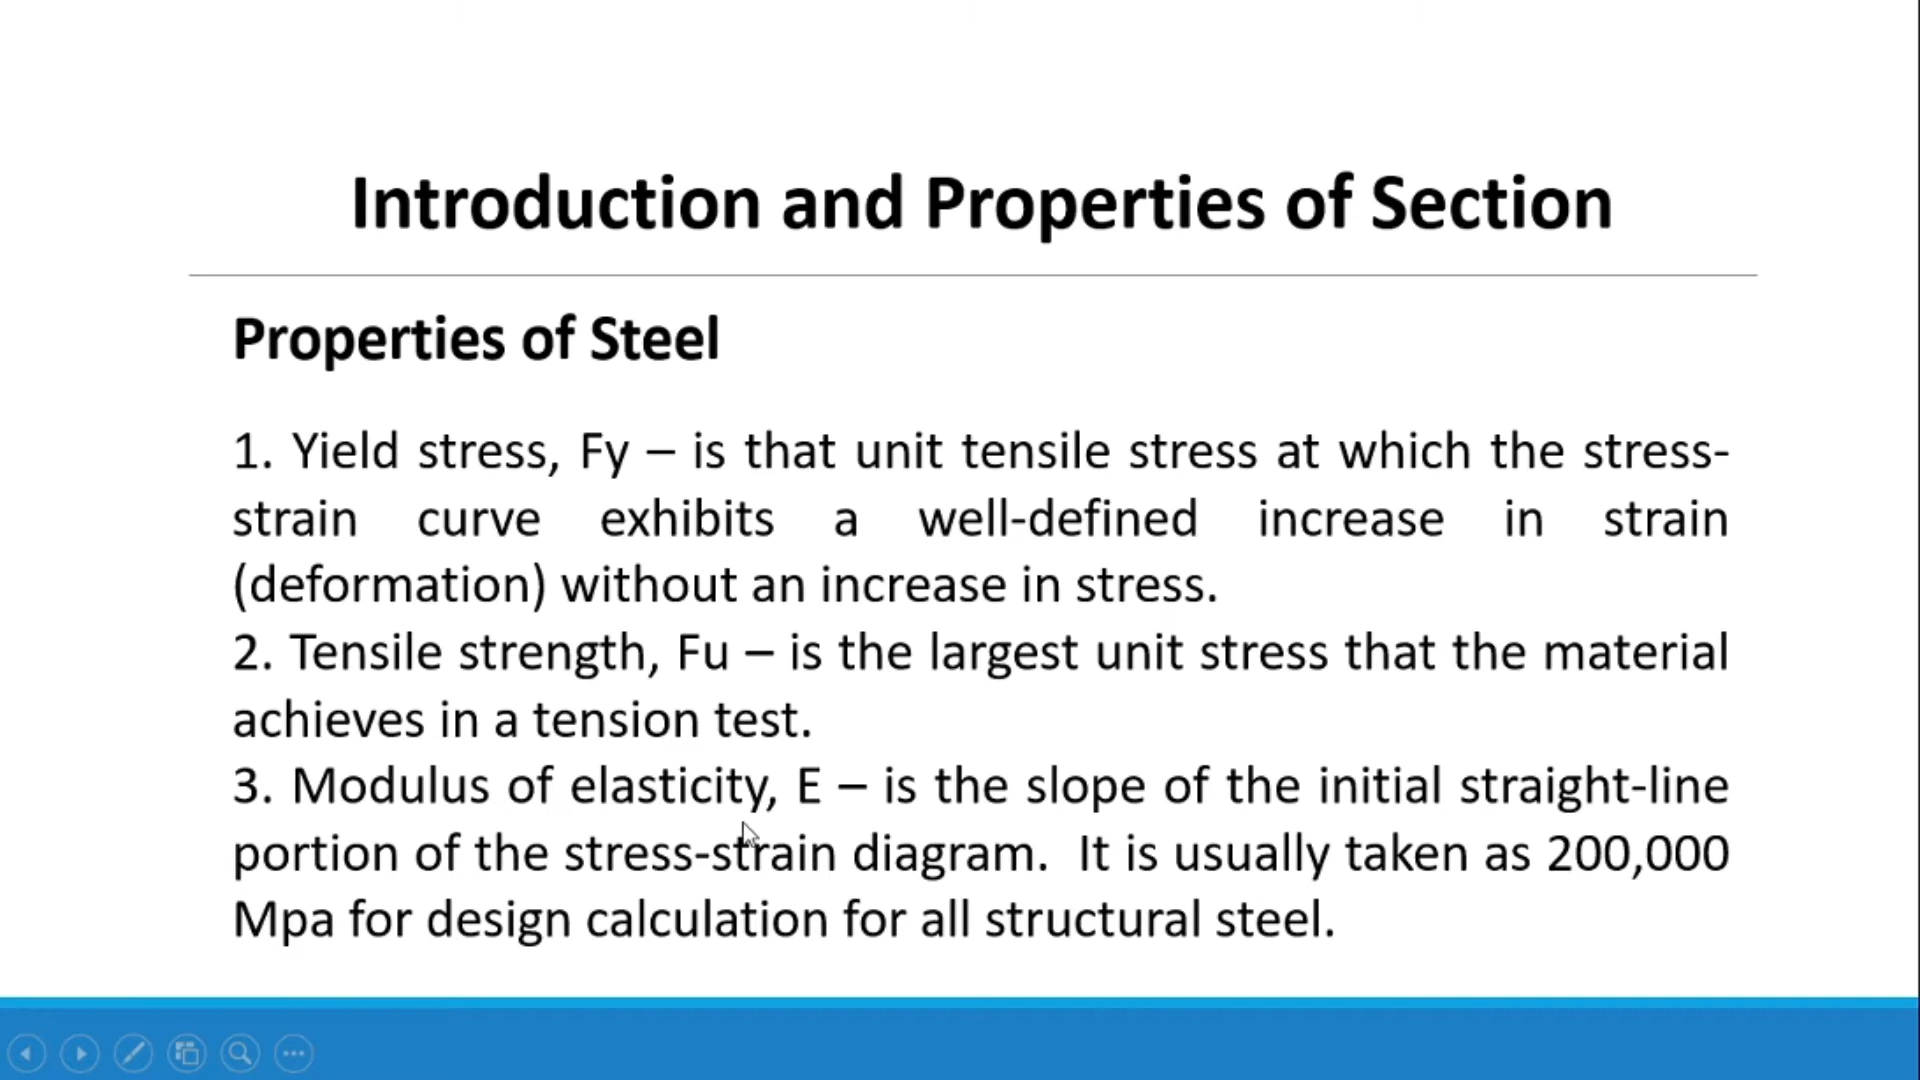 Introduction and Properties of Section
Properties of Steel
1. Yield stress, Fy – is that unit tensile stress at which the stress-
strain curve exhibits a well-defined increase in strain
(deformation) without an increase in stress.
2. Tensile strength, Fu – is the largest unit stress that the material
achieves in a tension test.
3. Modulus of elasticity, E – is the slope of the initial straight-line
portion of the stress-strain diagram.  It is usually taken as 200,000
Mpa for design calculation for all structural steel.